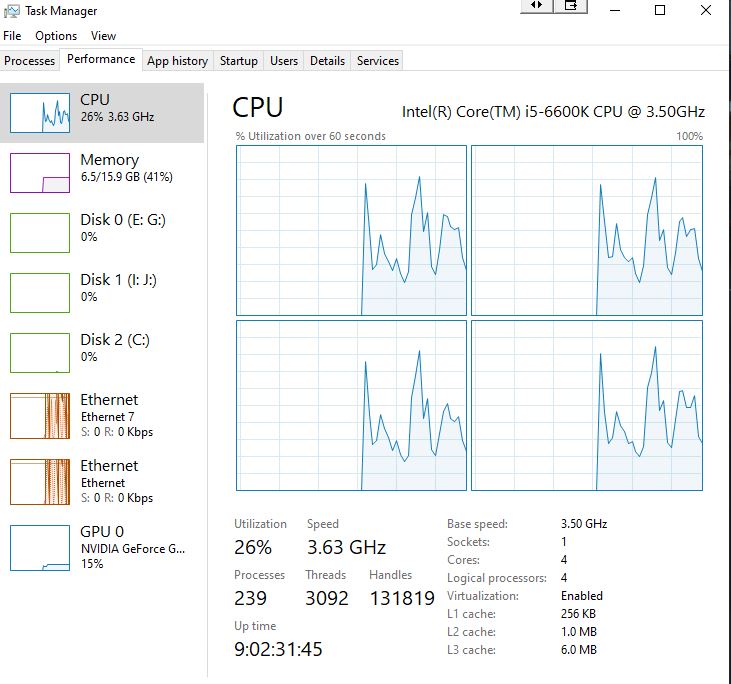 Task Manager
File Options View
Processes Performance App history Startup Users Details Services
CPU
26% 3.63 GHz
Memory
6.5/15.9 GB (41%)
Disk 0 (E: G:)
0%
Disk 1 (I: J:)
0%
Disk 2 (C:)
0%
Ethernet
Ethernet 7
S: 0 R: 0 Kbps
Ethernet
Ethernet
S: 0 R: 0 Kbps
GPU 0
NVIDIA GeForce G...
15%
CPU Intel(R) Core(TM) i5-6600K CPU @ 3.50GHz
% Utilization over 60 seconds 100%
Utilization Speed
26% 3.63 GHz
Processes Threads Handles
239 3092 131819
Up time
9:02:31:45
Base speed: 3.50 GHz
Sockets: 1
Cores: 4
Logical processors: 4
Virtualization: Enabled
L1 cache: 256 KB
L2 cache: 1.0 MB
L3 cache: 6.0 MB